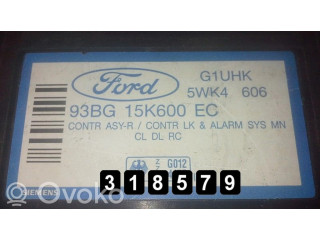 Ford
G1UHK
5WK4 606
93BG 15K600 EC
CONTR ASY-R / CONTR LK & ALARM SYS MN
CL DL RC
G012
318579
SIEMENS
Ovoko